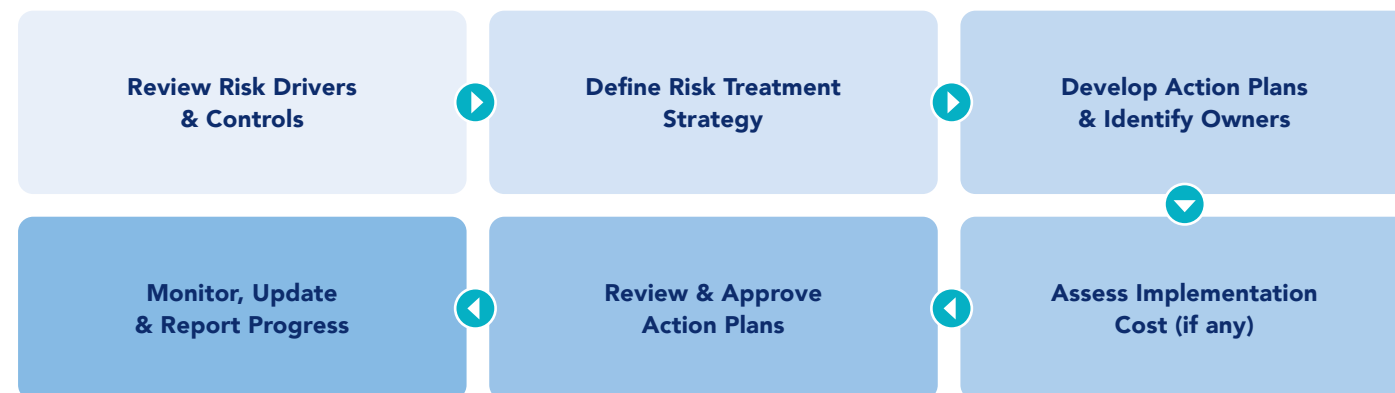 Review Risk Drivers
& Controls
Define Risk Treatment
Strategy
Develop Action Plans
& Identify Owners
Assess Implementation
Cost (if any)
Review & Approve
Action Plans
Monitor, Update
& Report Progress